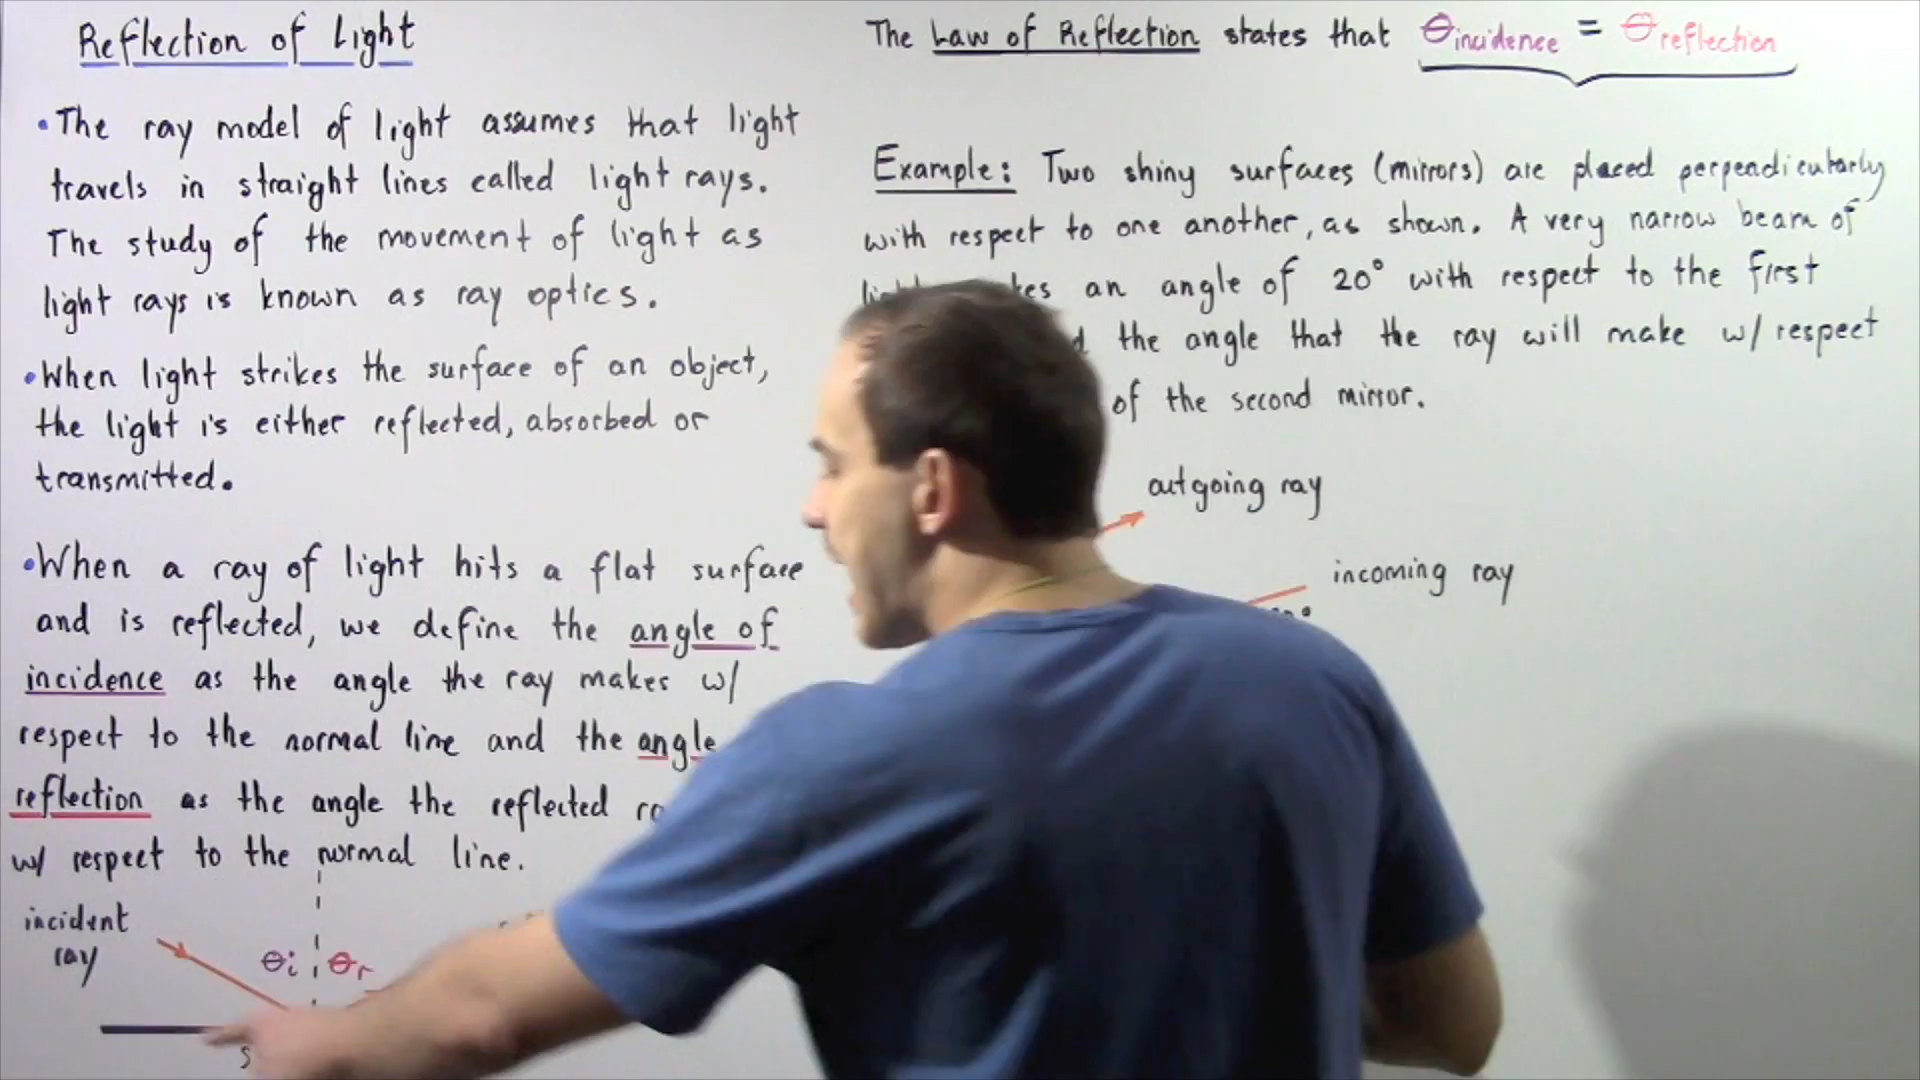 Reflection of Light
• The ray model of light assumes that light
travels in straight lines called light rays.
The study of the movement of light as
light rays is known as ray optics.
• When light strikes the surface of an object,
the light is either reflected, absorbed or
transmitted.
• When a ray of light hits a flat surface
and is reflected, we define the angle of
incidence as the angle the ray makes w/
respect to the normal line and the angle
reflection as the angle the reflected
w/ respect to the normal line.
incident
ray
θi θr
The Law of Reflection states that θincidence = θreflection
Example: Two shiny surfaces (mirrors) are placed perpendicularly
with respect to one another, as shown. A very narrow beam of
an angle of 20° with respect to the first
the angle that the ray will make w/ respect
of the second mirror.
outgoing ray
incoming ray